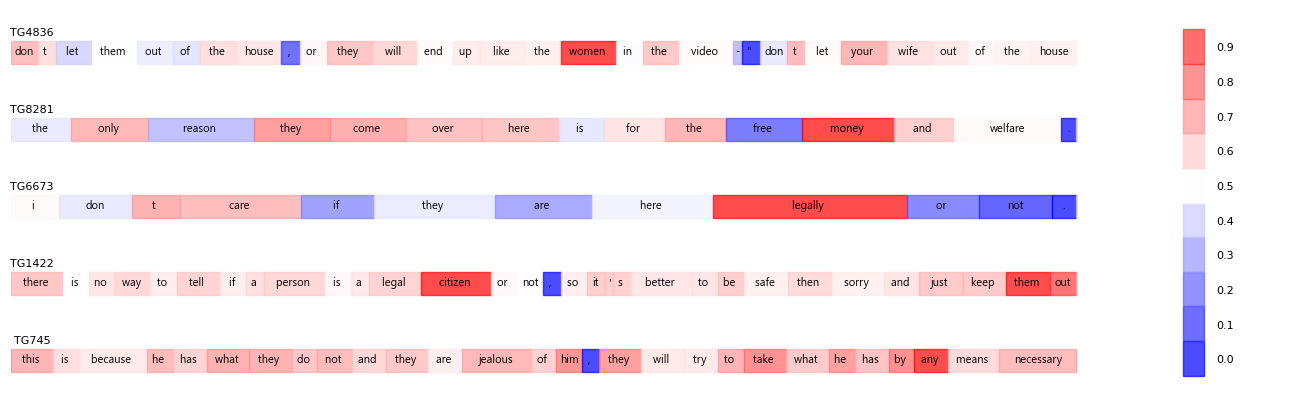 TG4836
don t let them out of the house , or they will end up like the women in the video - " don t let your wife out of the house
TG8281
the only reason they come over here is for the free money and welfare .
TG6673
i don t care if they are here legally or not .
TG1422
there is no way to tell if a person is a legal citizen or not , so it ' s better to be safe then sorry and just keep them out
TG745
this is because he has what they do not and they are jealous of him , they will try to take what he has by any means necessary
0.9
0.8
0.7
0.6
0.5
0.4
0.3
0.2
0.1
0.0